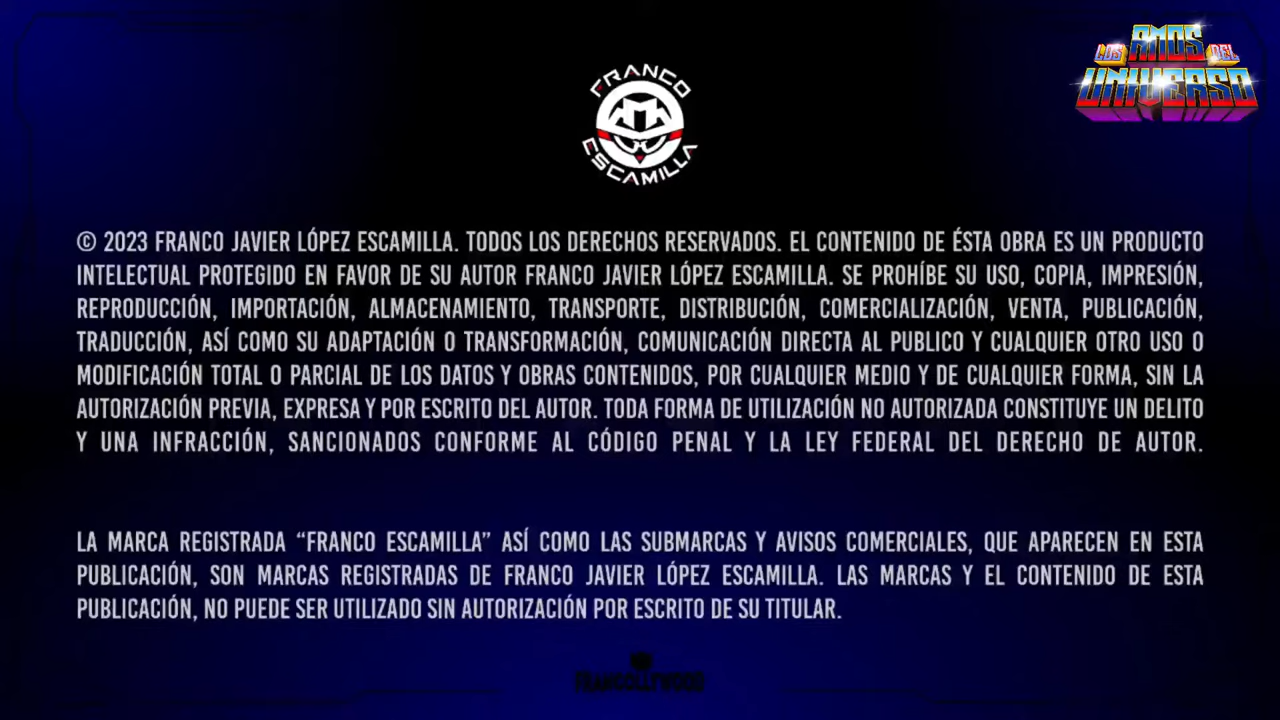 LOS AMOS DEL
UNIVERSO
FRANCO
ESCAMILLA
© 2023 FRANCO JAVIER LÓPEZ ESCAMILLA. TODOS LOS DERECHOS RESERVADOS. EL CONTENIDO DE ÉSTA OBRA ES UN PRODUCTO
INTELECTUAL PROTEGIDO EN FAVOR DE SU AUTOR FRANCO JAVIER LÓPEZ ESCAMILLA. SE PROHÍBE SU USO, COPIA, IMPRESIÓN,
REPRODUCCIÓN, IMPORTACIÓN, ALMACENAMIENTO, TRANSPORTE, DISTRIBUCIÓN, COMERCIALIZACIÓN, VENTA, PUBLICACIÓN,
TRADUCCIÓN, ASÍ COMO SU ADAPTACIÓN O TRANSFORMACIÓN, COMUNICACIÓN DIRECTA AL PUBLICO Y CUALQUIER OTRO USO O
MODIFICACIÓN TOTAL O PARCIAL DE LOS DATOS Y OBRAS CONTENIDOS, POR CUALQUIER MEDIO Y DE CUALQUIER FORMA, SIN LA
AUTORIZACIÓN PREVIA, EXPRESA Y POR ESCRITO DEL AUTOR. TODA FORMA DE UTILIZACIÓN NO AUTORIZADA CONSTITUYE UN DELITO
Y UNA INFRACCIÓN, SANCIONADOS CONFORME AL CÓDIGO PENAL Y LA LEY FEDERAL DEL DERECHO DE AUTOR.
LA MARCA REGISTRADA “FRANCO ESCAMILLA” ASÍ COMO LAS SUBMARCAS Y AVISOS COMERCIALES, QUE APARECEN EN ESTA
PUBLICACIÓN, SON MARCAS REGISTRADAS DE FRANCO JAVIER LÓPEZ ESCAMILLA. LAS MARCAS Y EL CONTENIDO DE ESTA
PUBLICACIÓN, NO PUEDE SER UTILIZADO SIN AUTORIZACIÓN POR ESCRITO DE SU TITULAR.
FRANCOLLYWOOD